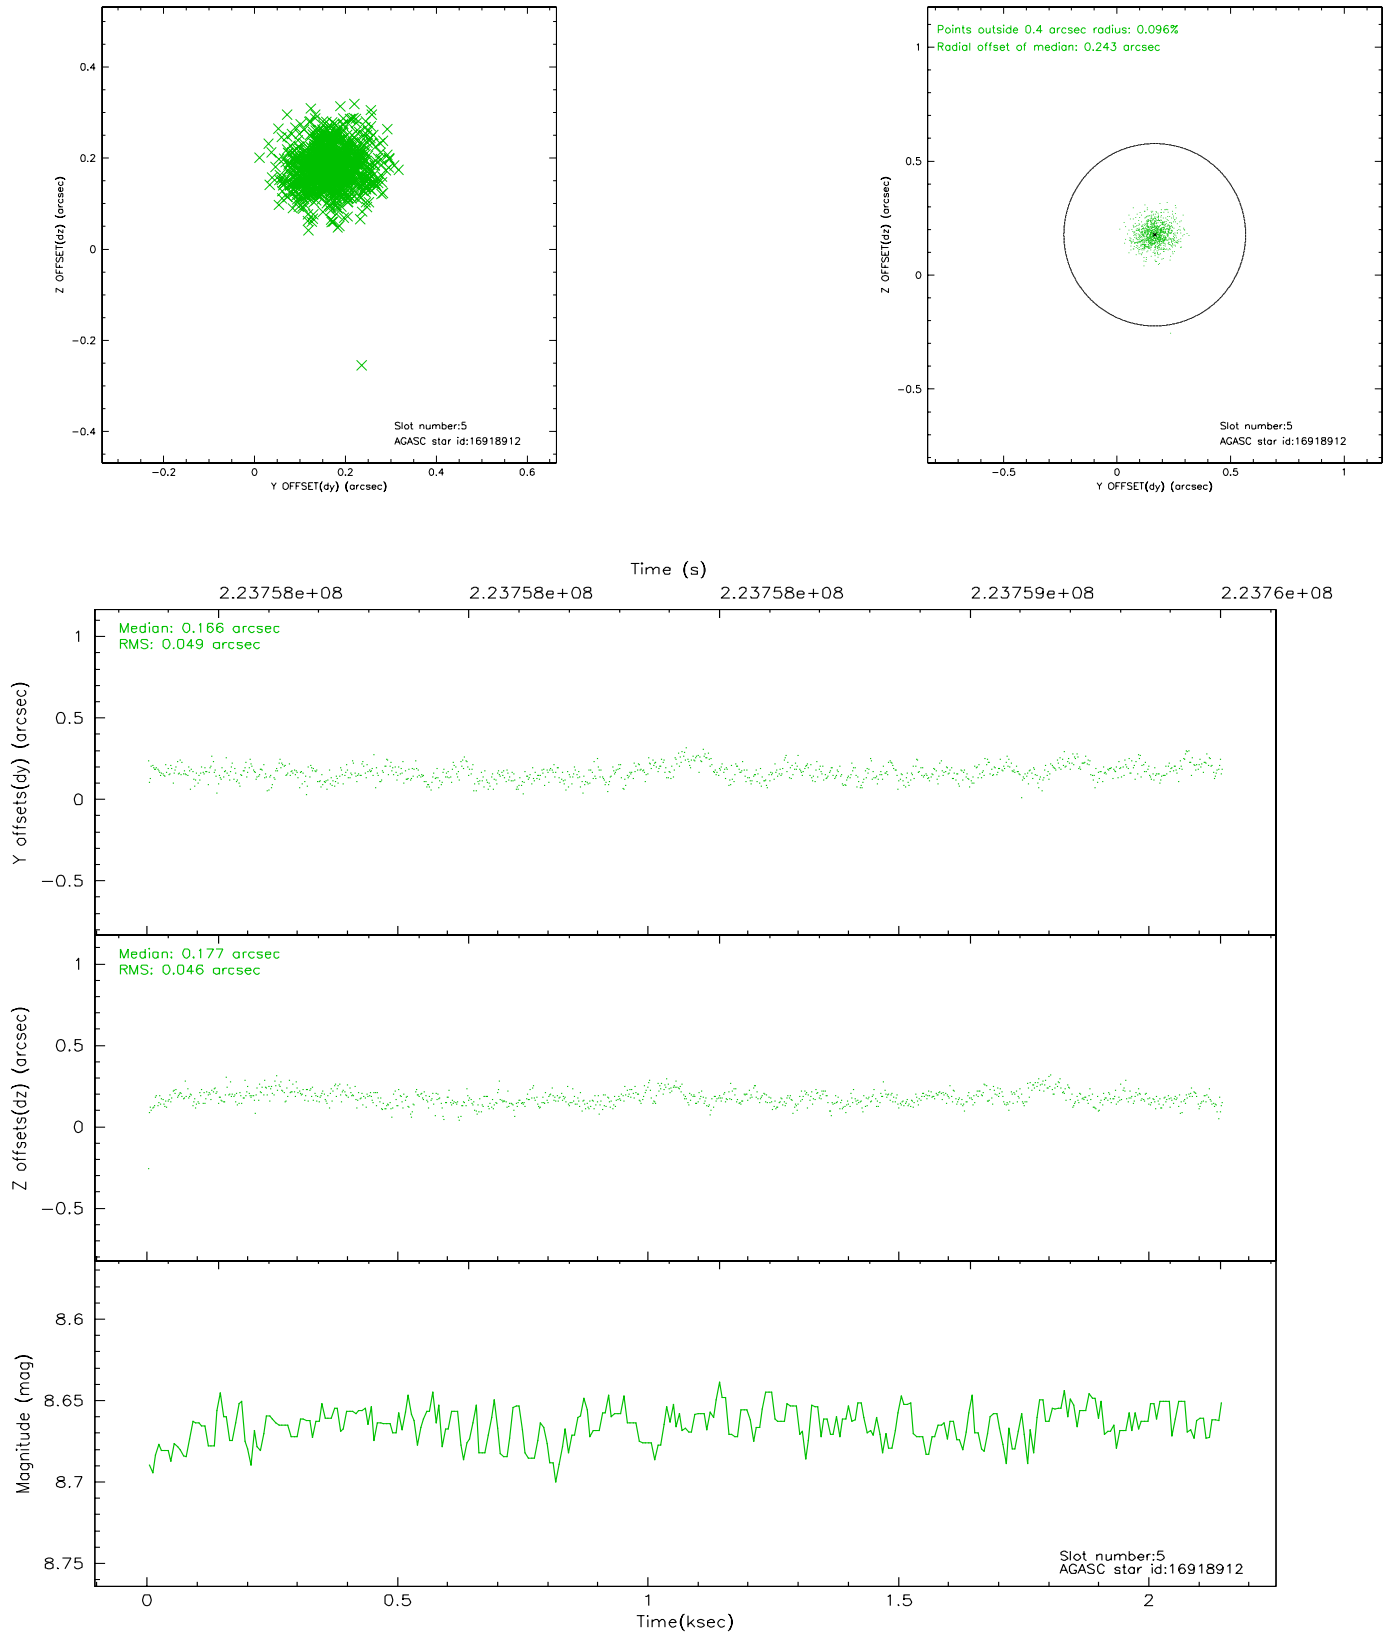 0.4
0.2
0
−0.2
−0.4
Z OFFSET(dz) (arcsec)
Slot number:5
AGASC star id:16918912
−0.2 0 0.2 0.4 0.6
Y OFFSET(dy) (arcsec)
Points outside 0.4 arcsec radius: 0.096%
Radial offset of median: 0.243 arcsec
1
0.5
0
−0.5
Z OFFSET(dz) (arcsec)
Slot number:5
AGASC star id:16918912
−0.5 0 0.5 1
Y OFFSET(dy) (arcsec)
Time (s)
2.23758e+08 2.23758e+08 2.23758e+08 2.23759e+08 2.2376e+08
Median: 0.166 arcsec
RMS: 0.049 arcsec
1
0.5
0
−0.5
Y offsets(dy) (arcsec)
Median: 0.177 arcsec
RMS: 0.046 arcsec
1
0.5
0
−0.5
Z offsets(dz) (arcsec)
8.6
8.65
8.7
8.75
Magnitude (mag)
Slot number:5
AGASC star id:16918912
0 0.5 1 1.5 2
Time(ksec)